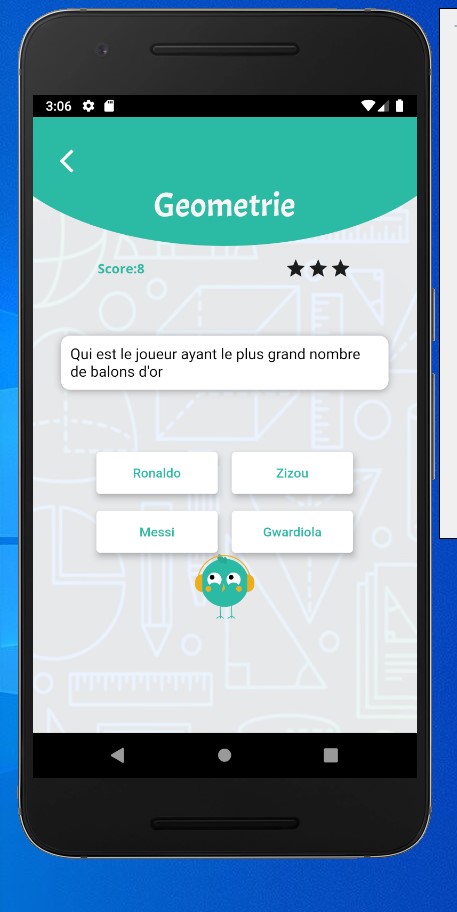 3:06
Geometrie
Score:8
Qui est le joueur ayant le plus grand nombre
de balons d'or
Ronaldo
Zizou
Messi
Gwardiola